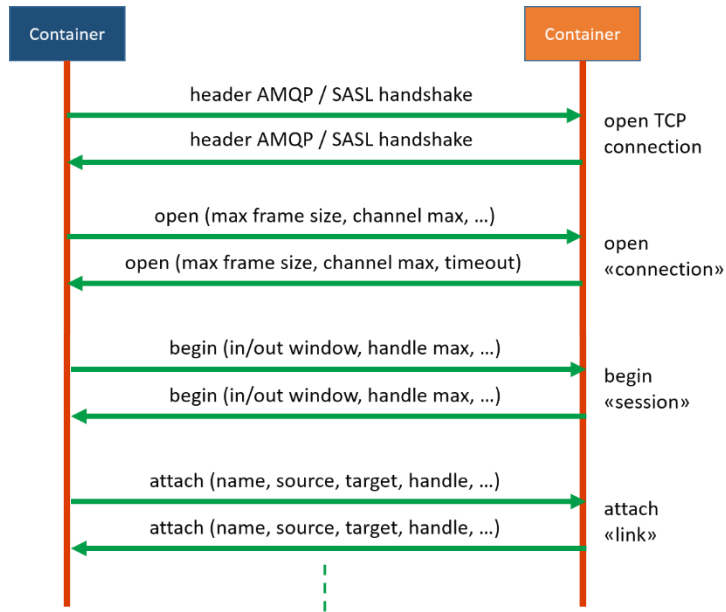 Container
Container
header AMQP / SASL handshake
header AMQP / SASL handshake
open TCP
connection
open (max frame size, channel max, …)
open (max frame size, channel max, timeout)
open
«connection»
begin (in/out window, handle max, …)
begin (in/out window, handle max, …)
begin
«session»
attach (name, source, target, handle, …)
attach (name, source, target, handle, …)
attach
«link»